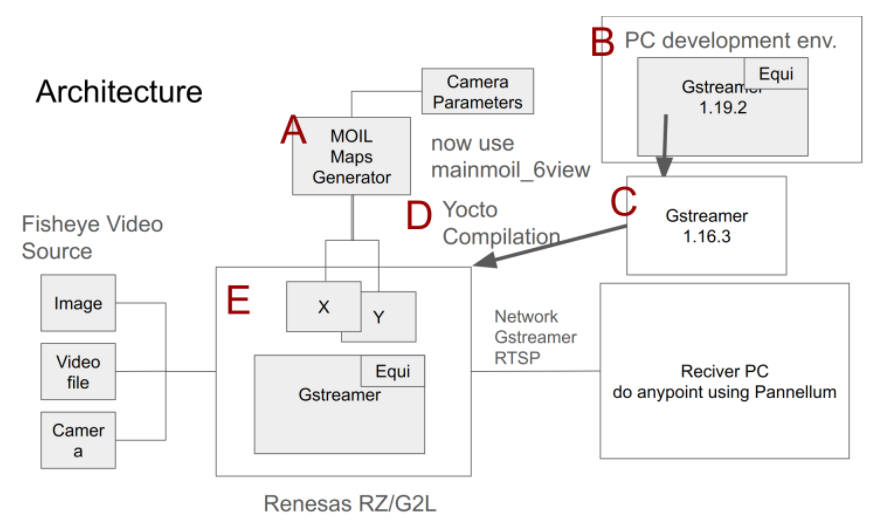 Architecture
Camera
Parameters
A
MOIL
Maps
Generator
now use
mainmoil_6view
B
PC development env.
Equi
Gstreamer
1.19.2
C
Gstreamer
1.16.3
D
Yocto
Compilation
Fisheye Video
Source
Image
Video
file
Camer
a
E
X
Y
Equi
Gstreamer
Renesas RZ/G2L
Network
Gstreamer
RTSP
Reciver PC
do anypoint using Pannellum